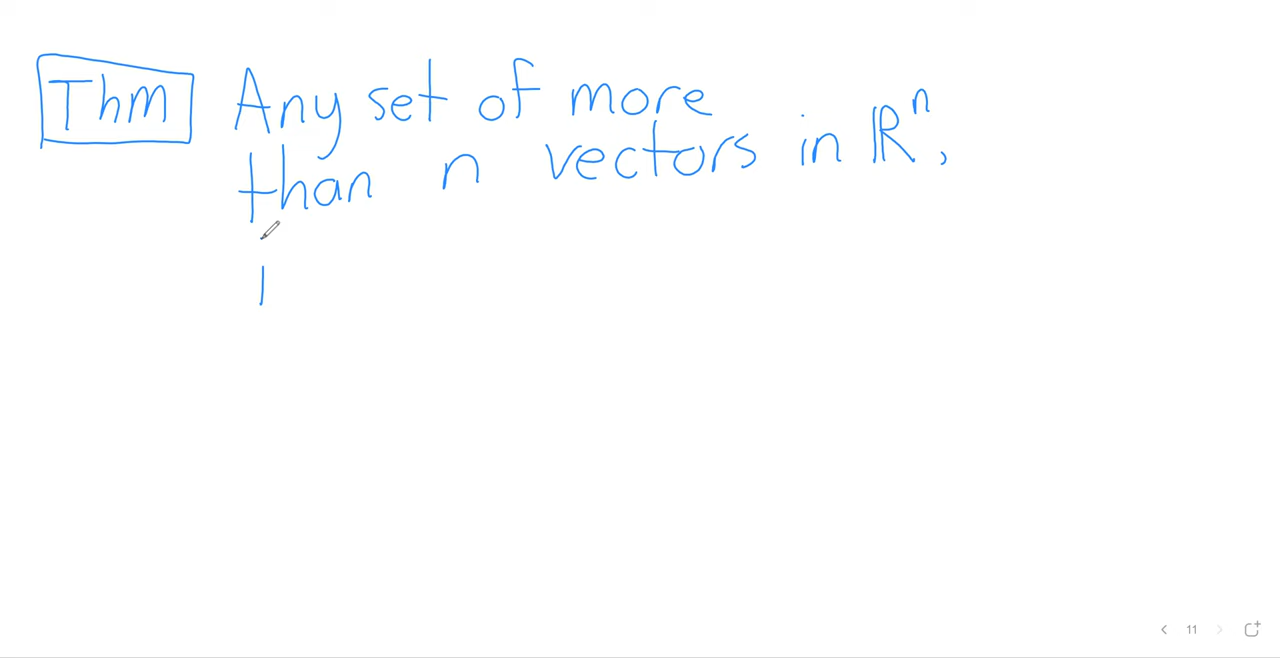 Thm Any set of more
than n vectors in ℝⁿ,
11